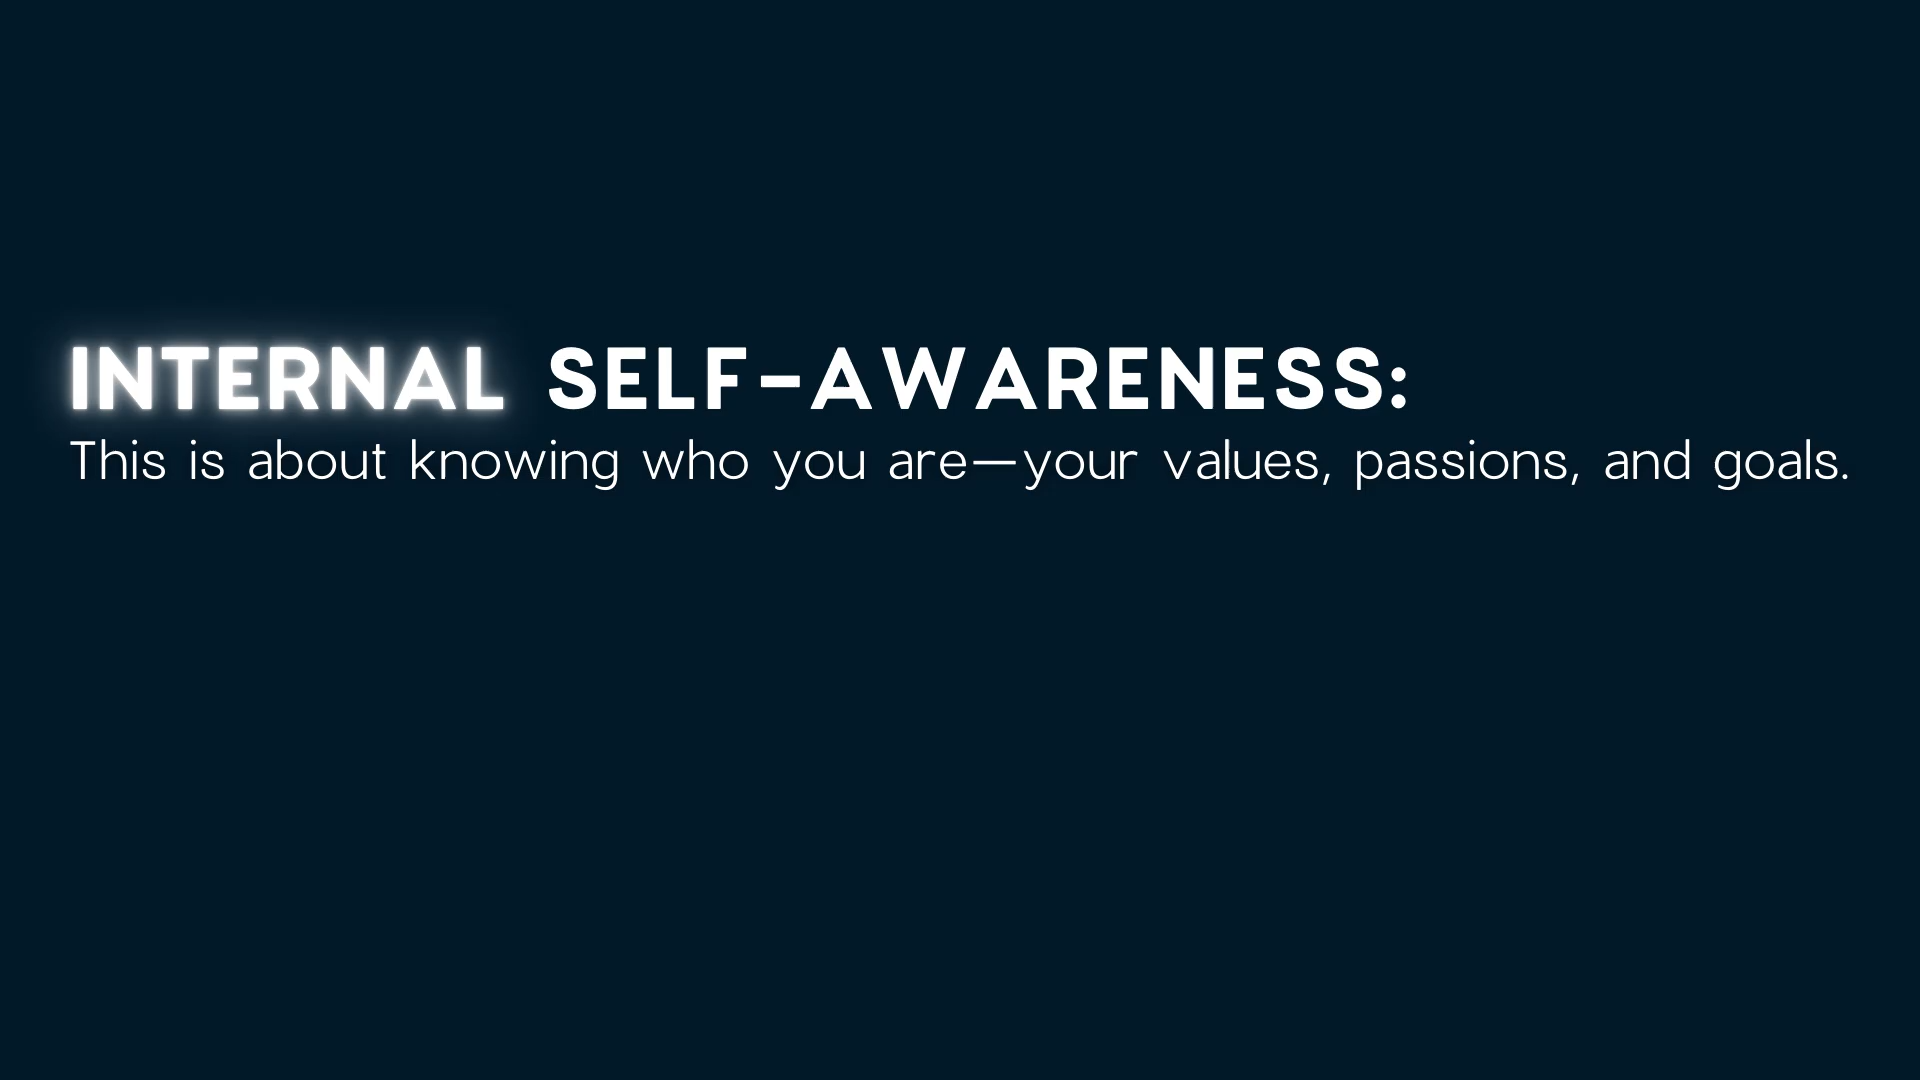 INTERNAL SELF-AWARENESS:
This is about knowing who you are—your values, passions, and goals.